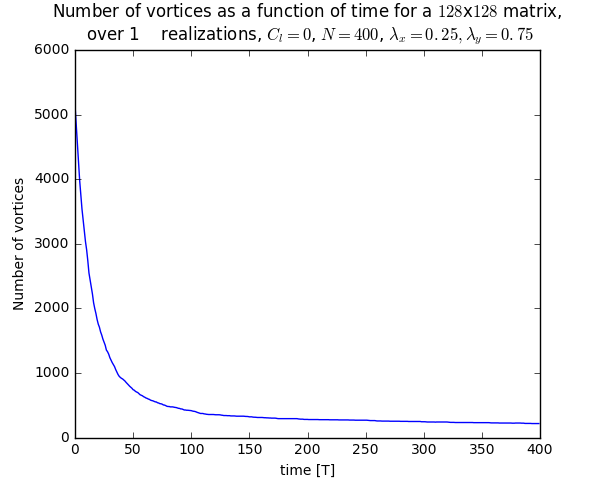 Number of vortices as a function of time for a 128x128 matrix,
over 1 realizations, C_l = 0, N = 400, λ_x = 0.25, λ_y = 0.75
6000
5000
4000
3000
2000
1000
0
Number of vortices
0 50 100 150 200 250 300 350 400
time [T]